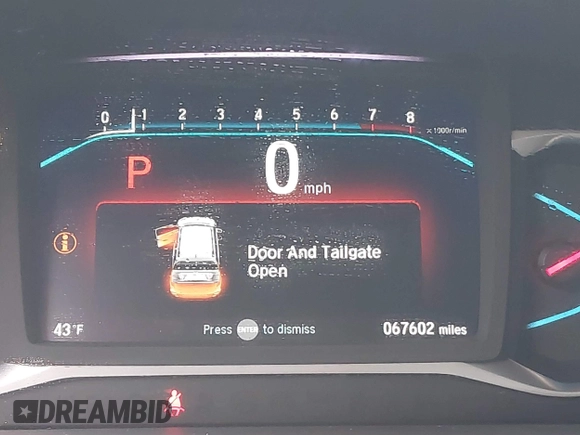 0 1 2 3 4 5 6 7 8 x 1000r/min
P 0 mph
Door And Tailgate
Open
43°F Press ENTER to dismiss 067602 miles
DREAMBID